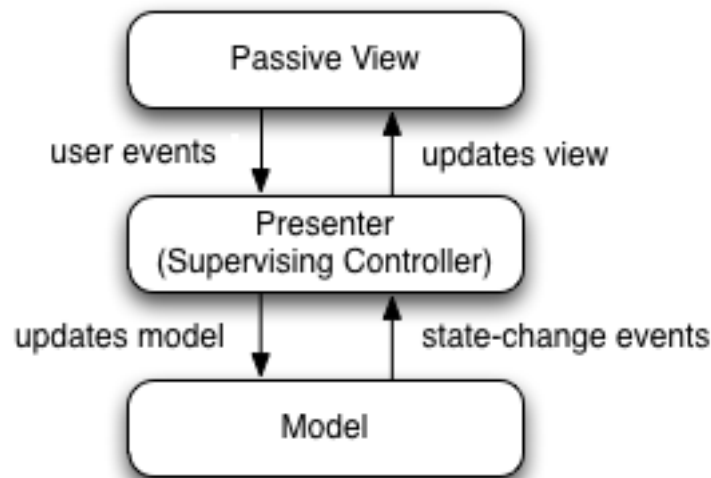 Passive View
user events
updates view
Presenter
(Supervising Controller)
updates model
state-change events
Model